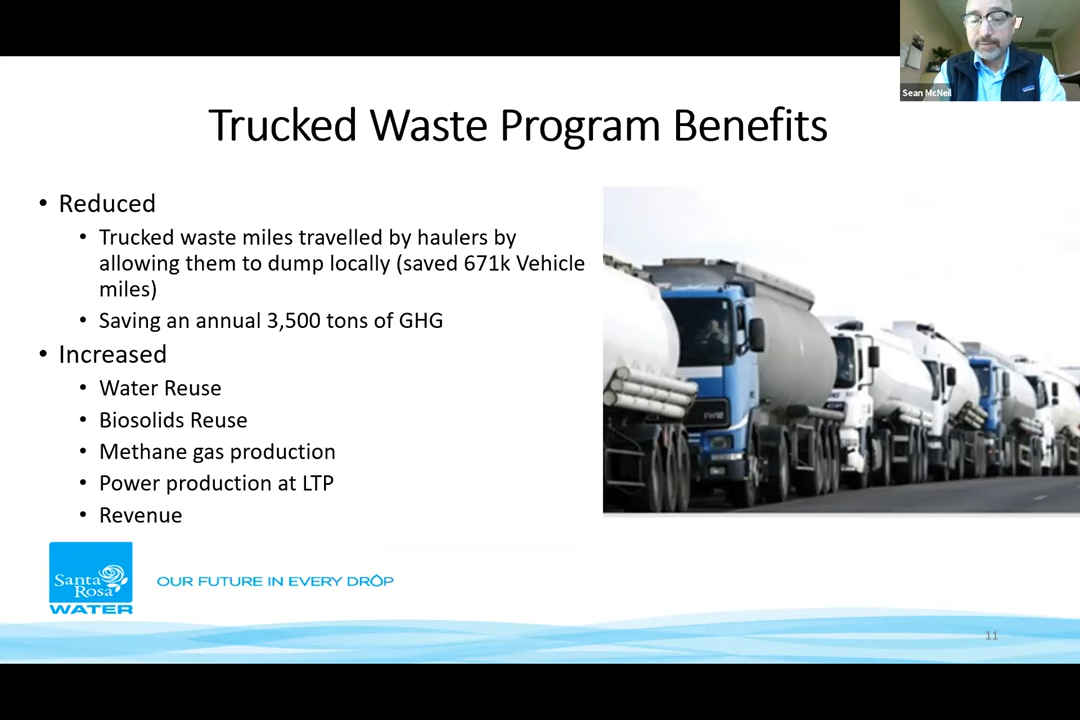 Sean McNeil
Trucked Waste Program Benefits
• Reduced
• Trucked waste miles travelled by haulers by
allowing them to dump locally (saved 671k Vehicle
miles)
• Saving an annual 3,500 tons of GHG
• Increased
• Water Reuse
• Biosolids Reuse
• Methane gas production
• Power production at LTP
• Revenue
Santa
Rosa
WATER
OUR FUTURE IN EVERY DROP
11